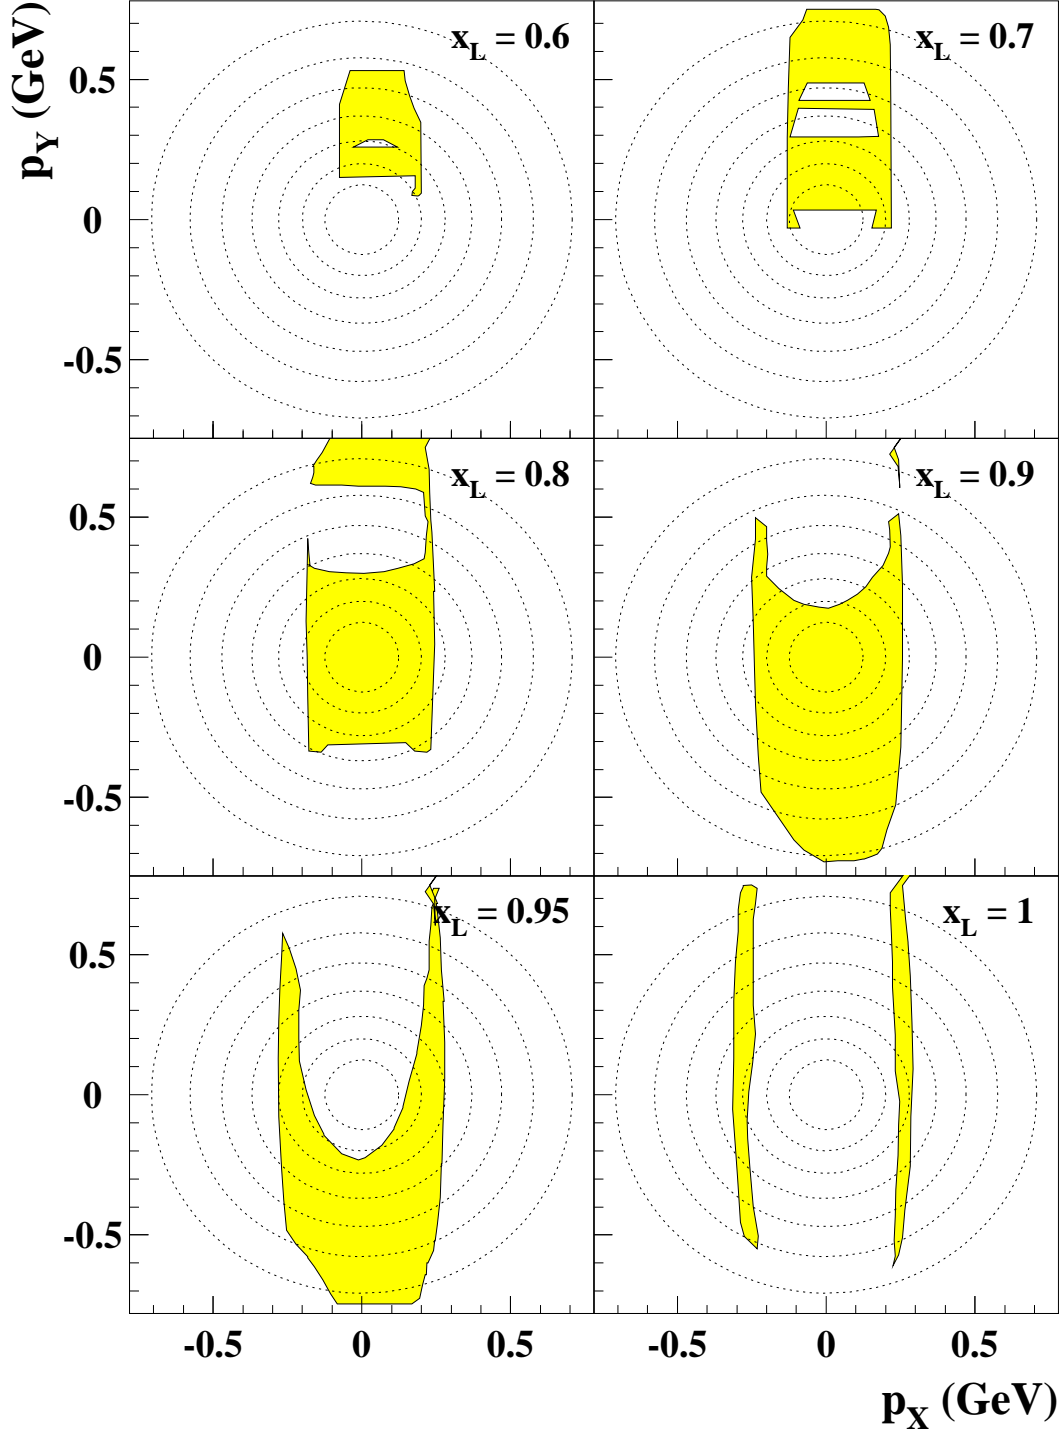 p_Y (GeV)
x_L = 0.6
x_L = 0.7
0.5
0
-0.5
x_L = 0.8
x_L = 0.9
0.5
0
-0.5
x_L = 0.95
x_L = 1
0.5
0
-0.5
-0.5 0 0.5 -0.5 0 0.5
p_X (GeV)